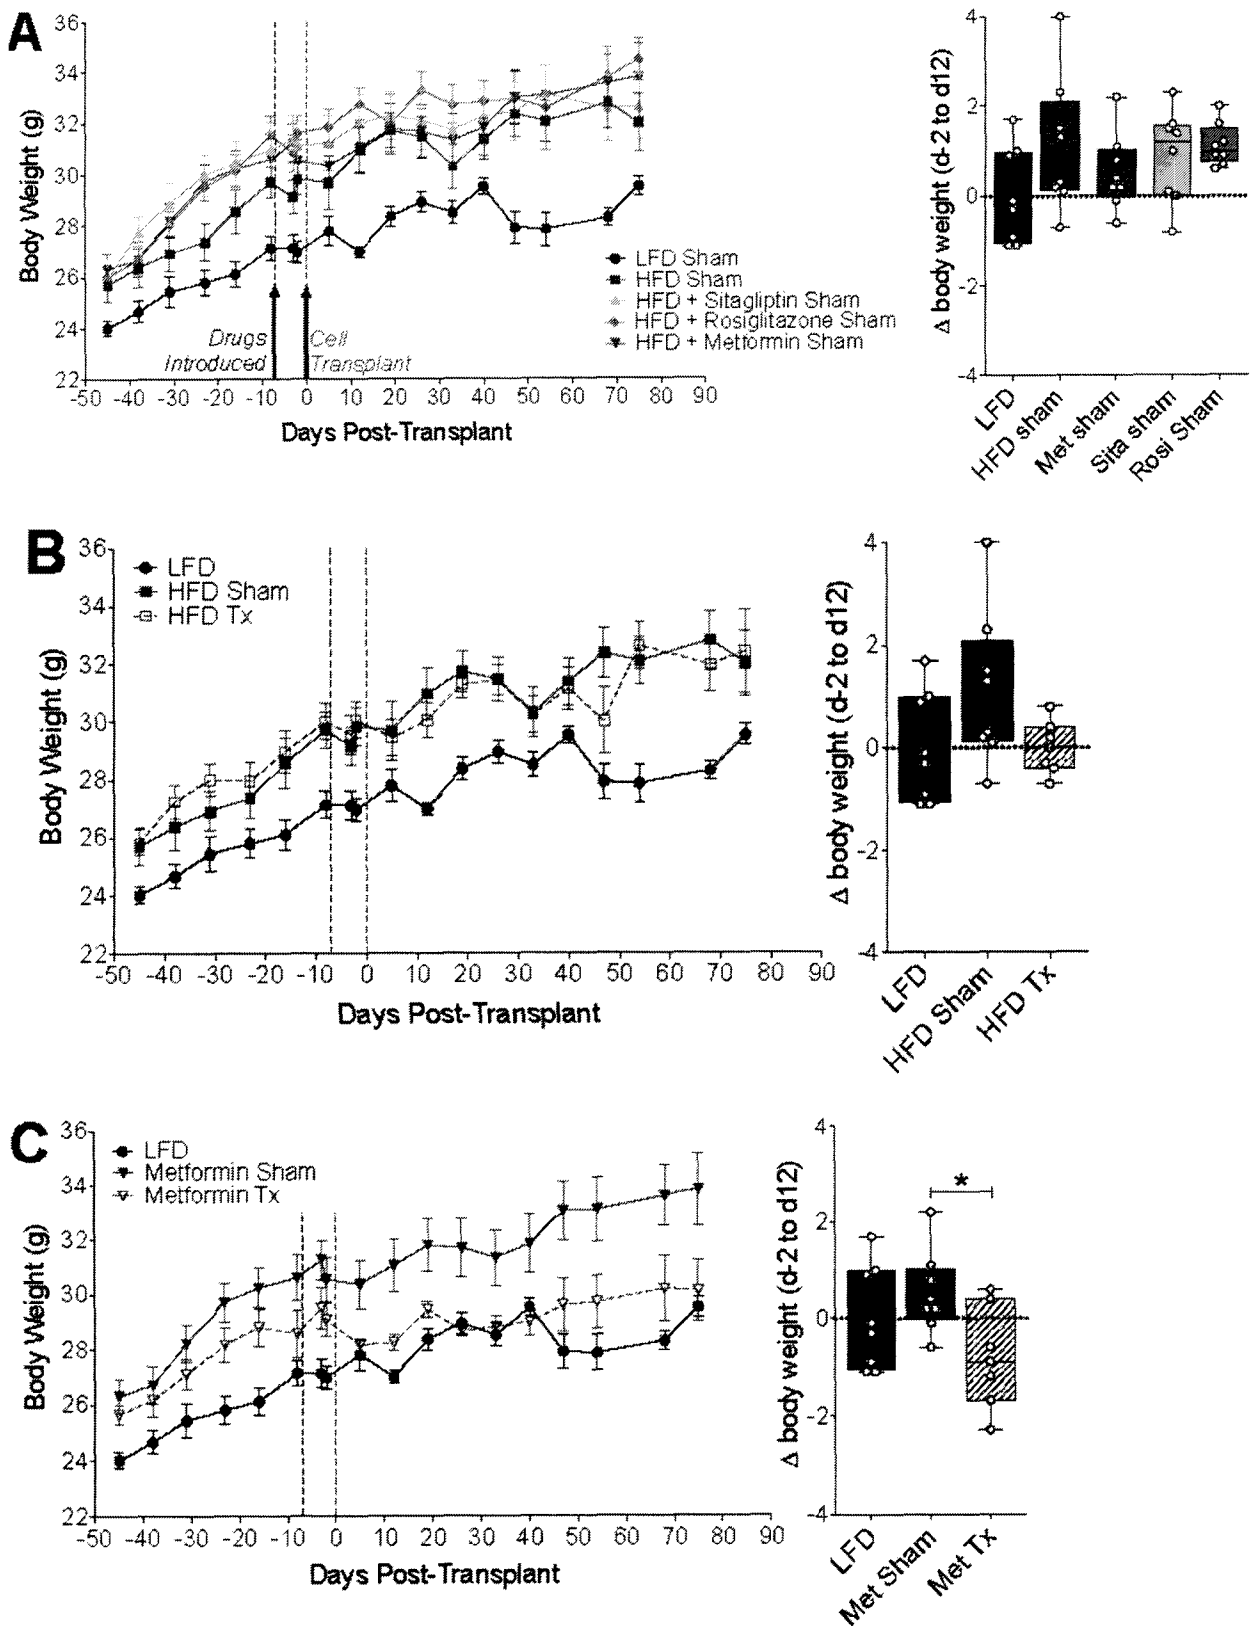 A
36
34
32
30
28
26
24
22
Body Weight (g)
LFD Sham
HFD Sham
HFD + Sitagliptin Sham
HFD + Rosiglitazone Sham
HFD + Metformin Sham
Drugs
Introduced
Cell
Transplant
-50 -40 -30 -20 -10 0 10 20 30 40 50 60 70 80 90
Days Post-Transplant
4
2
0
-2
-4
Δ body weight (d-2 to d12)
LFD
HFD sham
Met sham
Sita sham
Rosi Sham
B
36
34
32
30
28
26
24
22
Body Weight (g)
LFD
HFD Sham
HFD Tx
-50 -40 -30 -20 -10 0 10 20 30 40 50 60 70 80 90
Days Post-Transplant
4
2
0
-2
-4
Δ body weight (d-2 to d12)
LFD
HFD Sham
HFD Tx
C
36
34
32
30
28
26
24
22
Body Weight (g)
LFD
Metformin Sham
Metformin Tx
-50 -40 -30 -20 -10 0 10 20 30 40 50 60 70 80 90
Days Post-Transplant
4
2
0
-2
-4
Δ body weight (d-2 to d12)
*
LFD
Met Sham
Met Tx